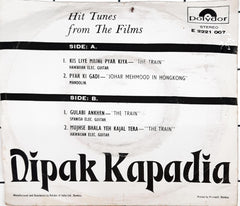 Hit Tunes
from The Films
Polydor
STEREO
E 2221 007
SIDE: A.
1— KIS LIYE MAINE PYAR KIYA — "THE TRAIN"
HAWAIIAN ELEC. GUITAR
2— PYAR KI GADI — "JOHAR MEHMOOD IN HONGKONG"
MANDOLIN
SIDE: B.
1— GULABI ANKHEN — "THE TRAIN"
SPANISH ELEC. GUITAR
2— MUJHSE BHALA YEH KAJAL TERA — "THE TRAIN"
HAWAIIAN ELEC. GUITAR
Dipak Kapadia